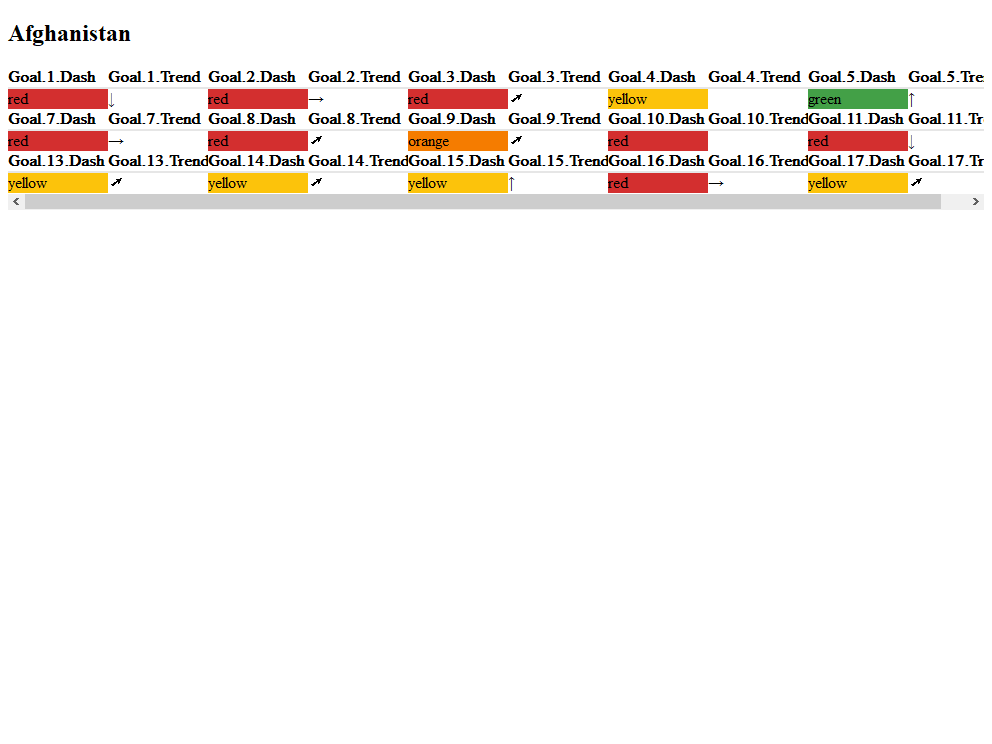 Afghanistan
Goal.1.Dash Goal.1.Trend Goal.2.Dash Goal.2.Trend Goal.3.Dash Goal.3.Trend Goal.4.Dash Goal.4.Trend Goal.5.Dash Goal.5.Tre
red ↓ red → red ➚ yellow green ↑
Goal.7.Dash Goal.7.Trend Goal.8.Dash Goal.8.Trend Goal.9.Dash Goal.9.Trend Goal.10.Dash Goal.10.Trend Goal.11.Dash Goal.11.Tr
red → red ➚ orange ➚ red red ↓
Goal.13.Dash Goal.13.Trend Goal.14.Dash Goal.14.Trend Goal.15.Dash Goal.15.Trend Goal.16.Dash Goal.16.Trend Goal.17.Dash Goal.17.Tr
yellow ➚ yellow ➚ yellow ↑ red → yellow ➚